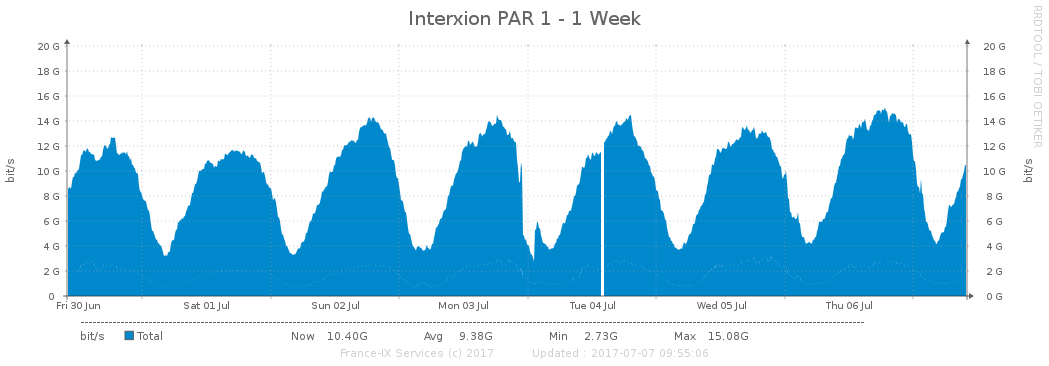 Interxion PAR 1 - 1 Week
RRDTOOL / TOBI OETIKER
bit/s
20 G 20 G
18 G 18 G
16 G 16 G
14 G 14 G
12 G 12 G
10 G 10 G
8 G 8 G
6 G 6 G
4 G 4 G
2 G 2 G
0 0 G
bit/s
Fri 30 Jun Sat 01 Jul Sun 02 Jul Mon 03 Jul Tue 04 Jul Wed 05 Jul Thu 06 Jul
bit/s Total Now 10.40G Avg 9.38G Min 2.73G Max 15.08G
France-IX Services (c) 2017 Updated : 2017-07-07 09:55:06